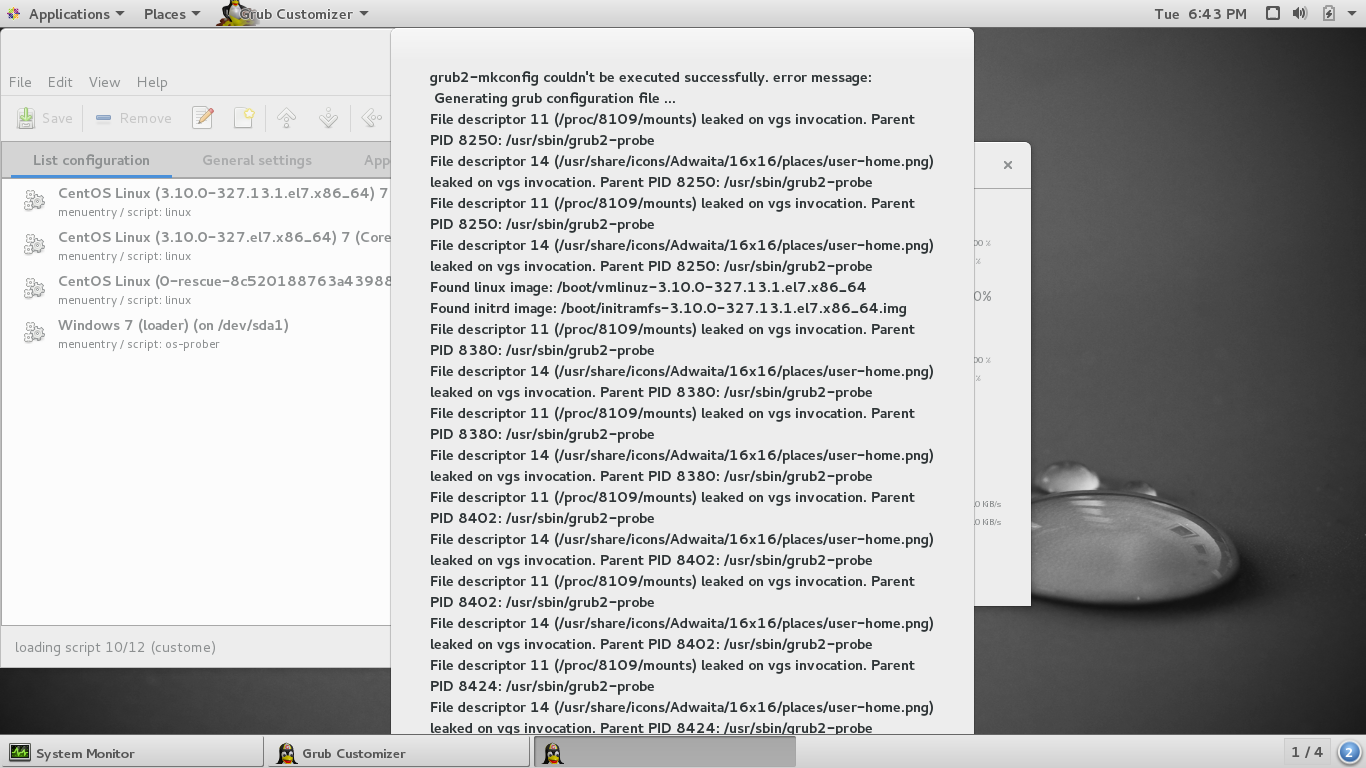 Applications
Places
Grub Customizer
Tue 6:43 PM
File Edit View Help
Save
Remove
List configuration
General settings
App
CentOS Linux (3.10.0-327.13.1.el7.x86_64) 7
menuentry / script: linux
CentOS Linux (3.10.0-327.el7.x86_64) 7 (Core
menuentry / script: linux
CentOS Linux (0-rescue-8c520188763a43988
menuentry / script: linux
Windows 7 (loader) (on /dev/sda1)
menuentry / script: os-prober
loading script 10/12 (custome)
grub2-mkconfig couldn't be executed successfully. error message:
Generating grub configuration file ...
File descriptor 11 (/proc/8109/mounts) leaked on vgs invocation. Parent
PID 8250: /usr/sbin/grub2-probe
File descriptor 14 (/usr/share/icons/Adwaita/16x16/places/user-home.png)
leaked on vgs invocation. Parent PID 8250: /usr/sbin/grub2-probe
File descriptor 11 (/proc/8109/mounts) leaked on vgs invocation. Parent
PID 8250: /usr/sbin/grub2-probe
File descriptor 14 (/usr/share/icons/Adwaita/16x16/places/user-home.png)
leaked on vgs invocation. Parent PID 8250: /usr/sbin/grub2-probe
Found linux image: /boot/vmlinuz-3.10.0-327.13.1.el7.x86_64
Found initrd image: /boot/initramfs-3.10.0-327.13.1.el7.x86_64.img
File descriptor 11 (/proc/8109/mounts) leaked on vgs invocation. Parent
PID 8380: /usr/sbin/grub2-probe
File descriptor 14 (/usr/share/icons/Adwaita/16x16/places/user-home.png)
leaked on vgs invocation. Parent PID 8380: /usr/sbin/grub2-probe
File descriptor 11 (/proc/8109/mounts) leaked on vgs invocation. Parent
PID 8380: /usr/sbin/grub2-probe
File descriptor 14 (/usr/share/icons/Adwaita/16x16/places/user-home.png)
leaked on vgs invocation. Parent PID 8380: /usr/sbin/grub2-probe
File descriptor 11 (/proc/8109/mounts) leaked on vgs invocation. Parent
PID 8402: /usr/sbin/grub2-probe
File descriptor 14 (/usr/share/icons/Adwaita/16x16/places/user-home.png)
leaked on vgs invocation. Parent PID 8402: /usr/sbin/grub2-probe
File descriptor 11 (/proc/8109/mounts) leaked on vgs invocation. Parent
PID 8402: /usr/sbin/grub2-probe
File descriptor 14 (/usr/share/icons/Adwaita/16x16/places/user-home.png)
leaked on vgs invocation. Parent PID 8402: /usr/sbin/grub2-probe
File descriptor 11 (/proc/8109/mounts) leaked on vgs invocation. Parent
PID 8424: /usr/sbin/grub2-probe
File descriptor 14 (/usr/share/icons/Adwaita/16x16/places/user-home.png)
leaked on vgs invocation. Parent PID 8424: /usr/sbin/grub2-probe
00 %
%
0%
00 %
%
0 KiB/s
0 KiB/s
System Monitor
Grub Customizer
1 / 4
2